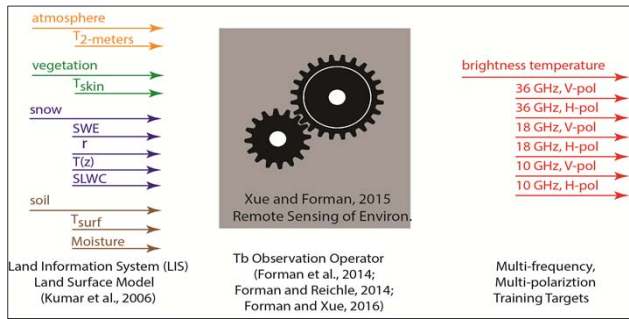 atmosphere
T2-meters
vegetation
Tskin
snow
SWE
r
T(z)
SLWC
soil
Tsurf
Moisture
Land Information System (LIS)
Land Surface Model
(Kumar et al., 2006)
Xue and Forman, 2015
Remote Sensing of Environ.
Tb Observation Operator
(Forman et al., 2014;
Forman and Reichle, 2014;
Forman and Xue, 2016)
brightness temperature
36 GHz, V-pol
36 GHz, H-pol
18 GHz, V-pol
18 GHz, H-pol
10 GHz, V-pol
10 GHz, H-pol
Multi-frequency,
Multi-polariztion
Training Targets